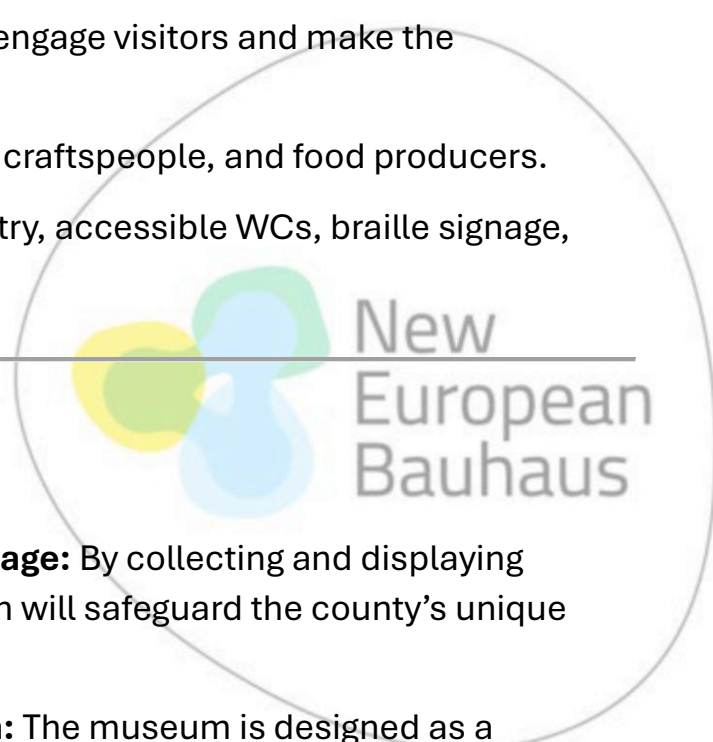 engage visitors and make the
craftspeople, and food producers.
try, accessible WCs, braille signage,
New
European
Bauhaus
age: By collecting and displaying
will safeguard the county’s unique
: The museum is designed as a